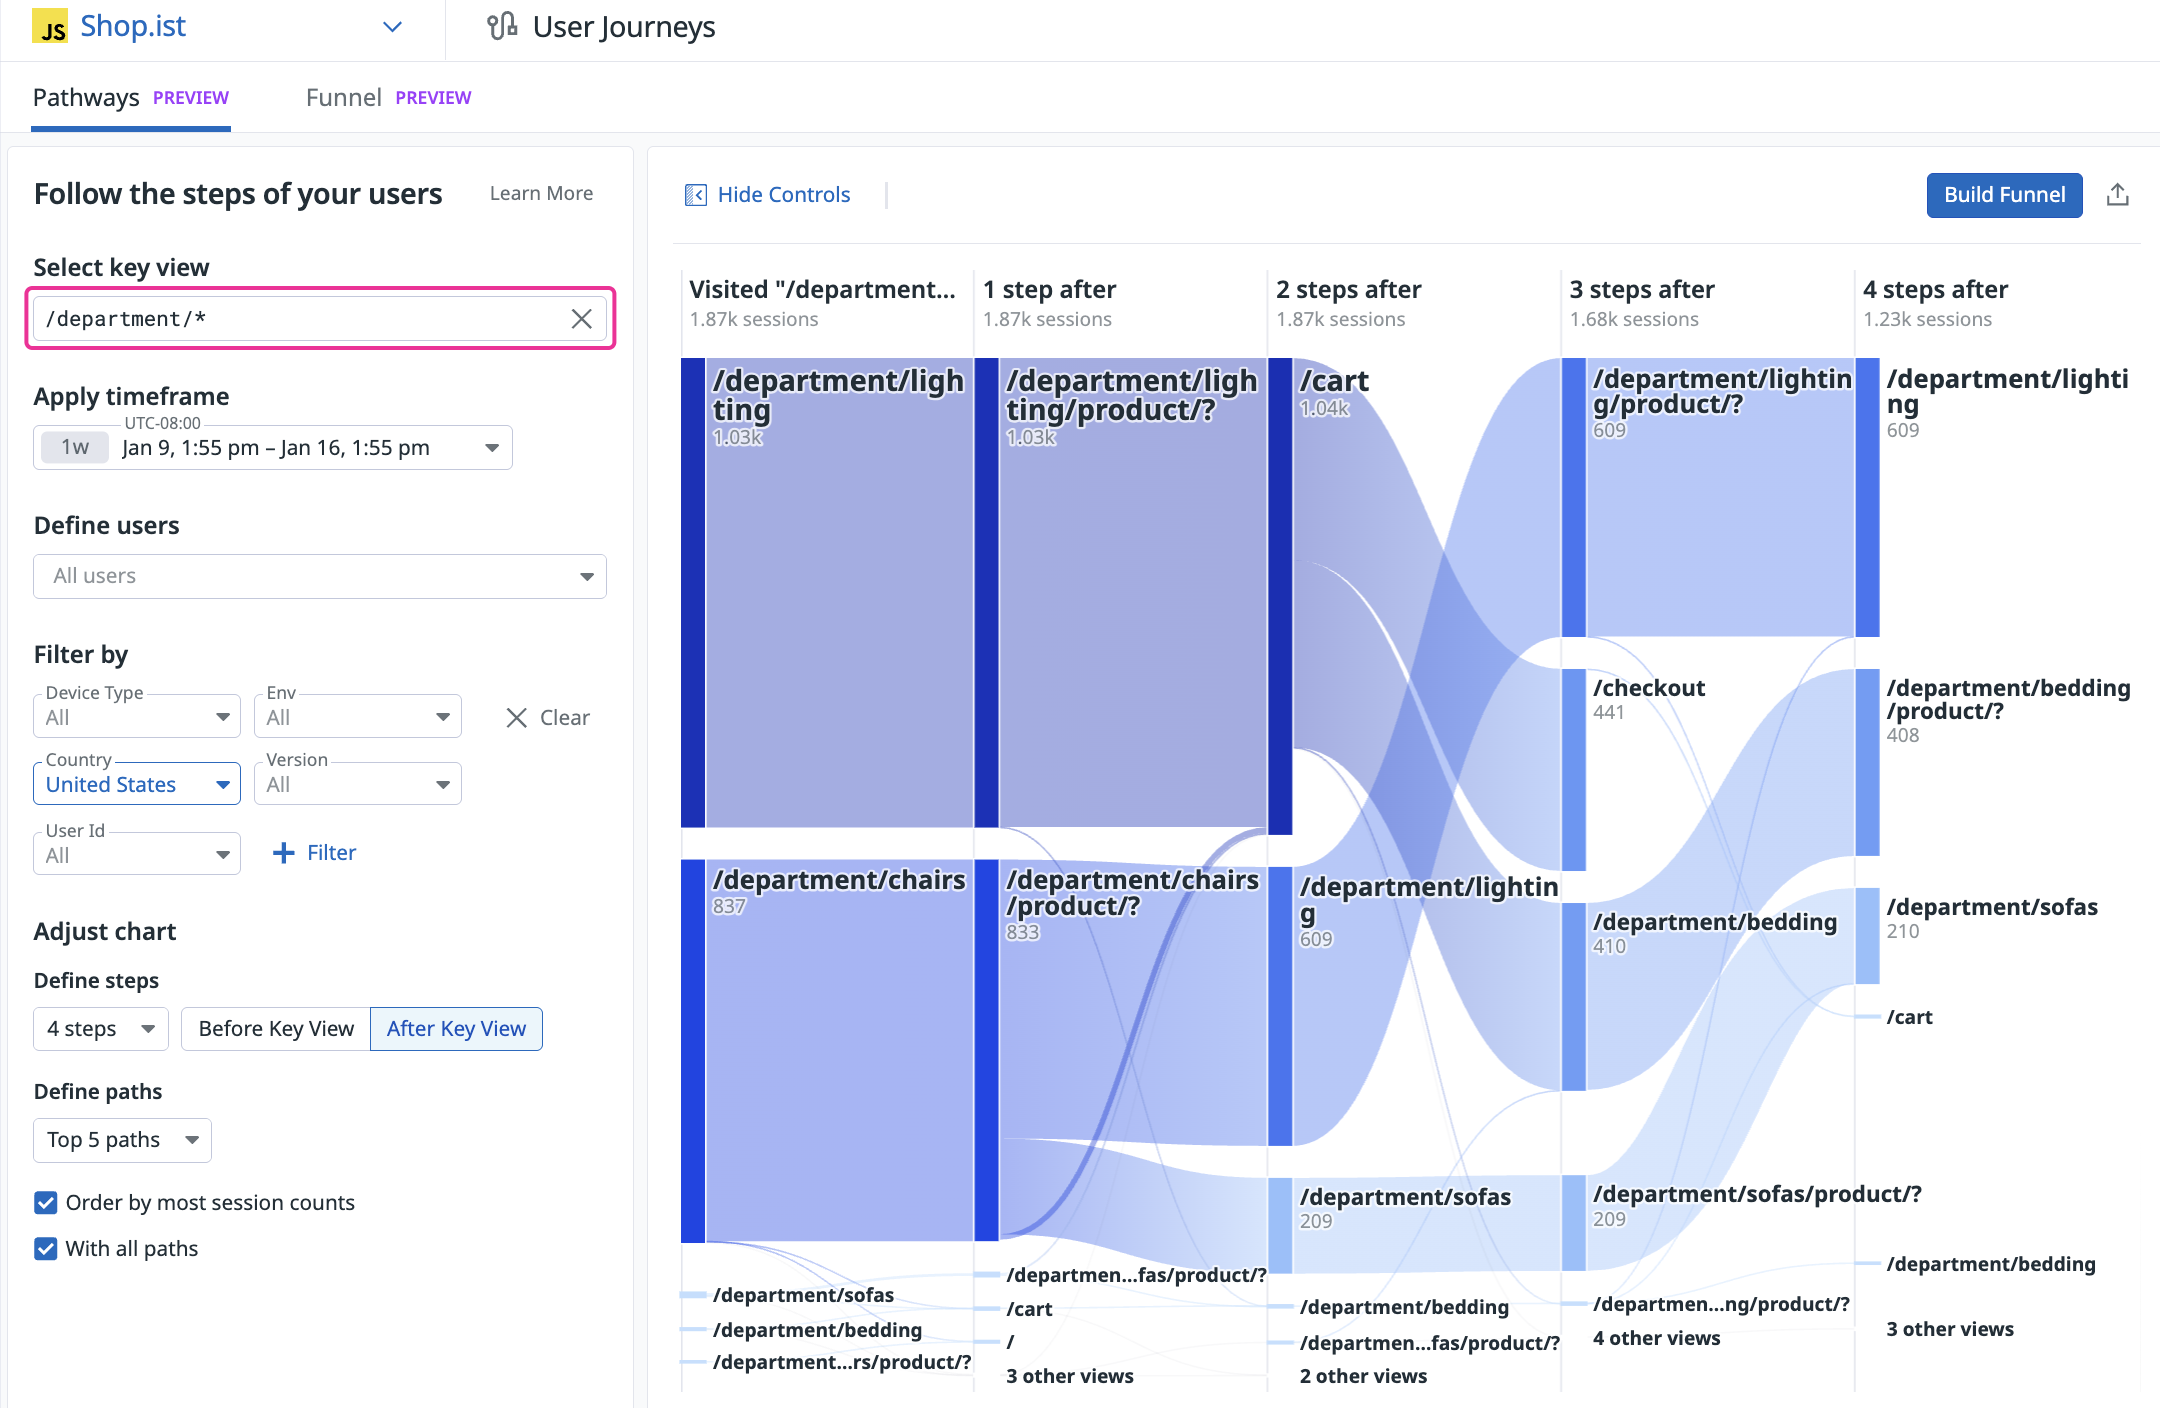 JS Shop.ist
User Journeys
Pathways PREVIEW
Funnel PREVIEW
Follow the steps of your users
Learn More
Select key view
/department/*
Apply timeframe
UTC-08:00
1w Jan 9, 1:55 pm – Jan 16, 1:55 pm
Define users
All users
Filter by
Device Type
All
Env
All
Clear
Country
United States
Version
All
User Id
All
Filter
Adjust chart
Define steps
4 steps
Before Key View
After Key View
Define paths
Top 5 paths
Order by most session counts
With all paths
Hide Controls
Build Funnel
Visited "/department...
1.87k sessions
/department/ligh
ting
1.03k
/department/chairs
837
/department/sofas
/department/bedding
/department...rs/product/?
1 step after
1.87k sessions
/department/ligh
ting/product/?
1.03k
/department/chairs
/product/?
833
/departmen...fas/product/?
/cart
/
3 other views
2 steps after
1.87k sessions
/cart
1.04k
/department/lightin
g
609
/department/sofas
209
/department/bedding
/departmen...fas/product/?
2 other views
3 steps after
1.68k sessions
/department/lightin
g/product/?
609
/checkout
441
/department/bedding
410
/department/sofas/product/?
209
/departmen...ng/product/?
4 other views
4 steps after
1.23k sessions
/department/lighti
ng
609
/department/bedding
/product/?
408
/department/sofas
210
/cart
/department/bedding
3 other views